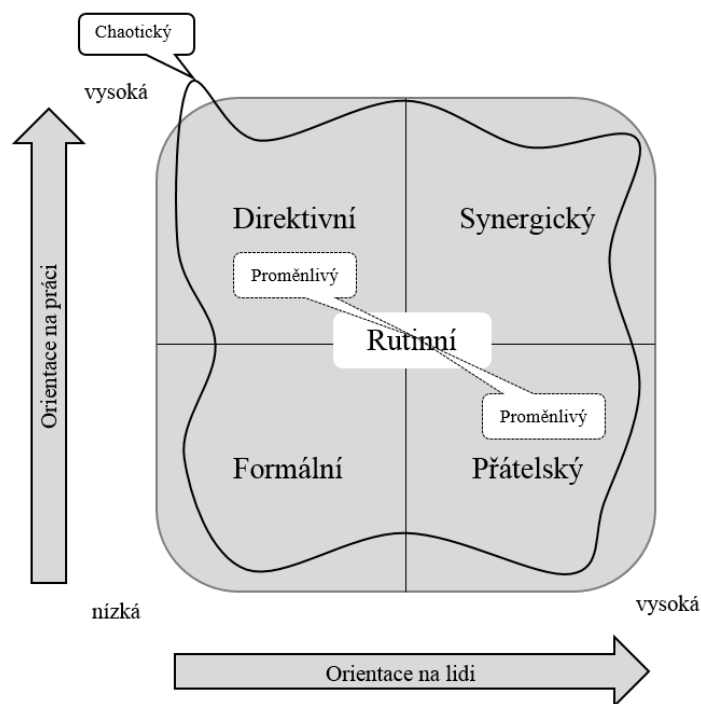 Chaotický
vysoká
Direktivní
Synergický
Proměnlivý
Orientace na práci
Rutinní
Proměnlivý
Formální
Přátelský
nízká
vysoká
Orientace na lidi